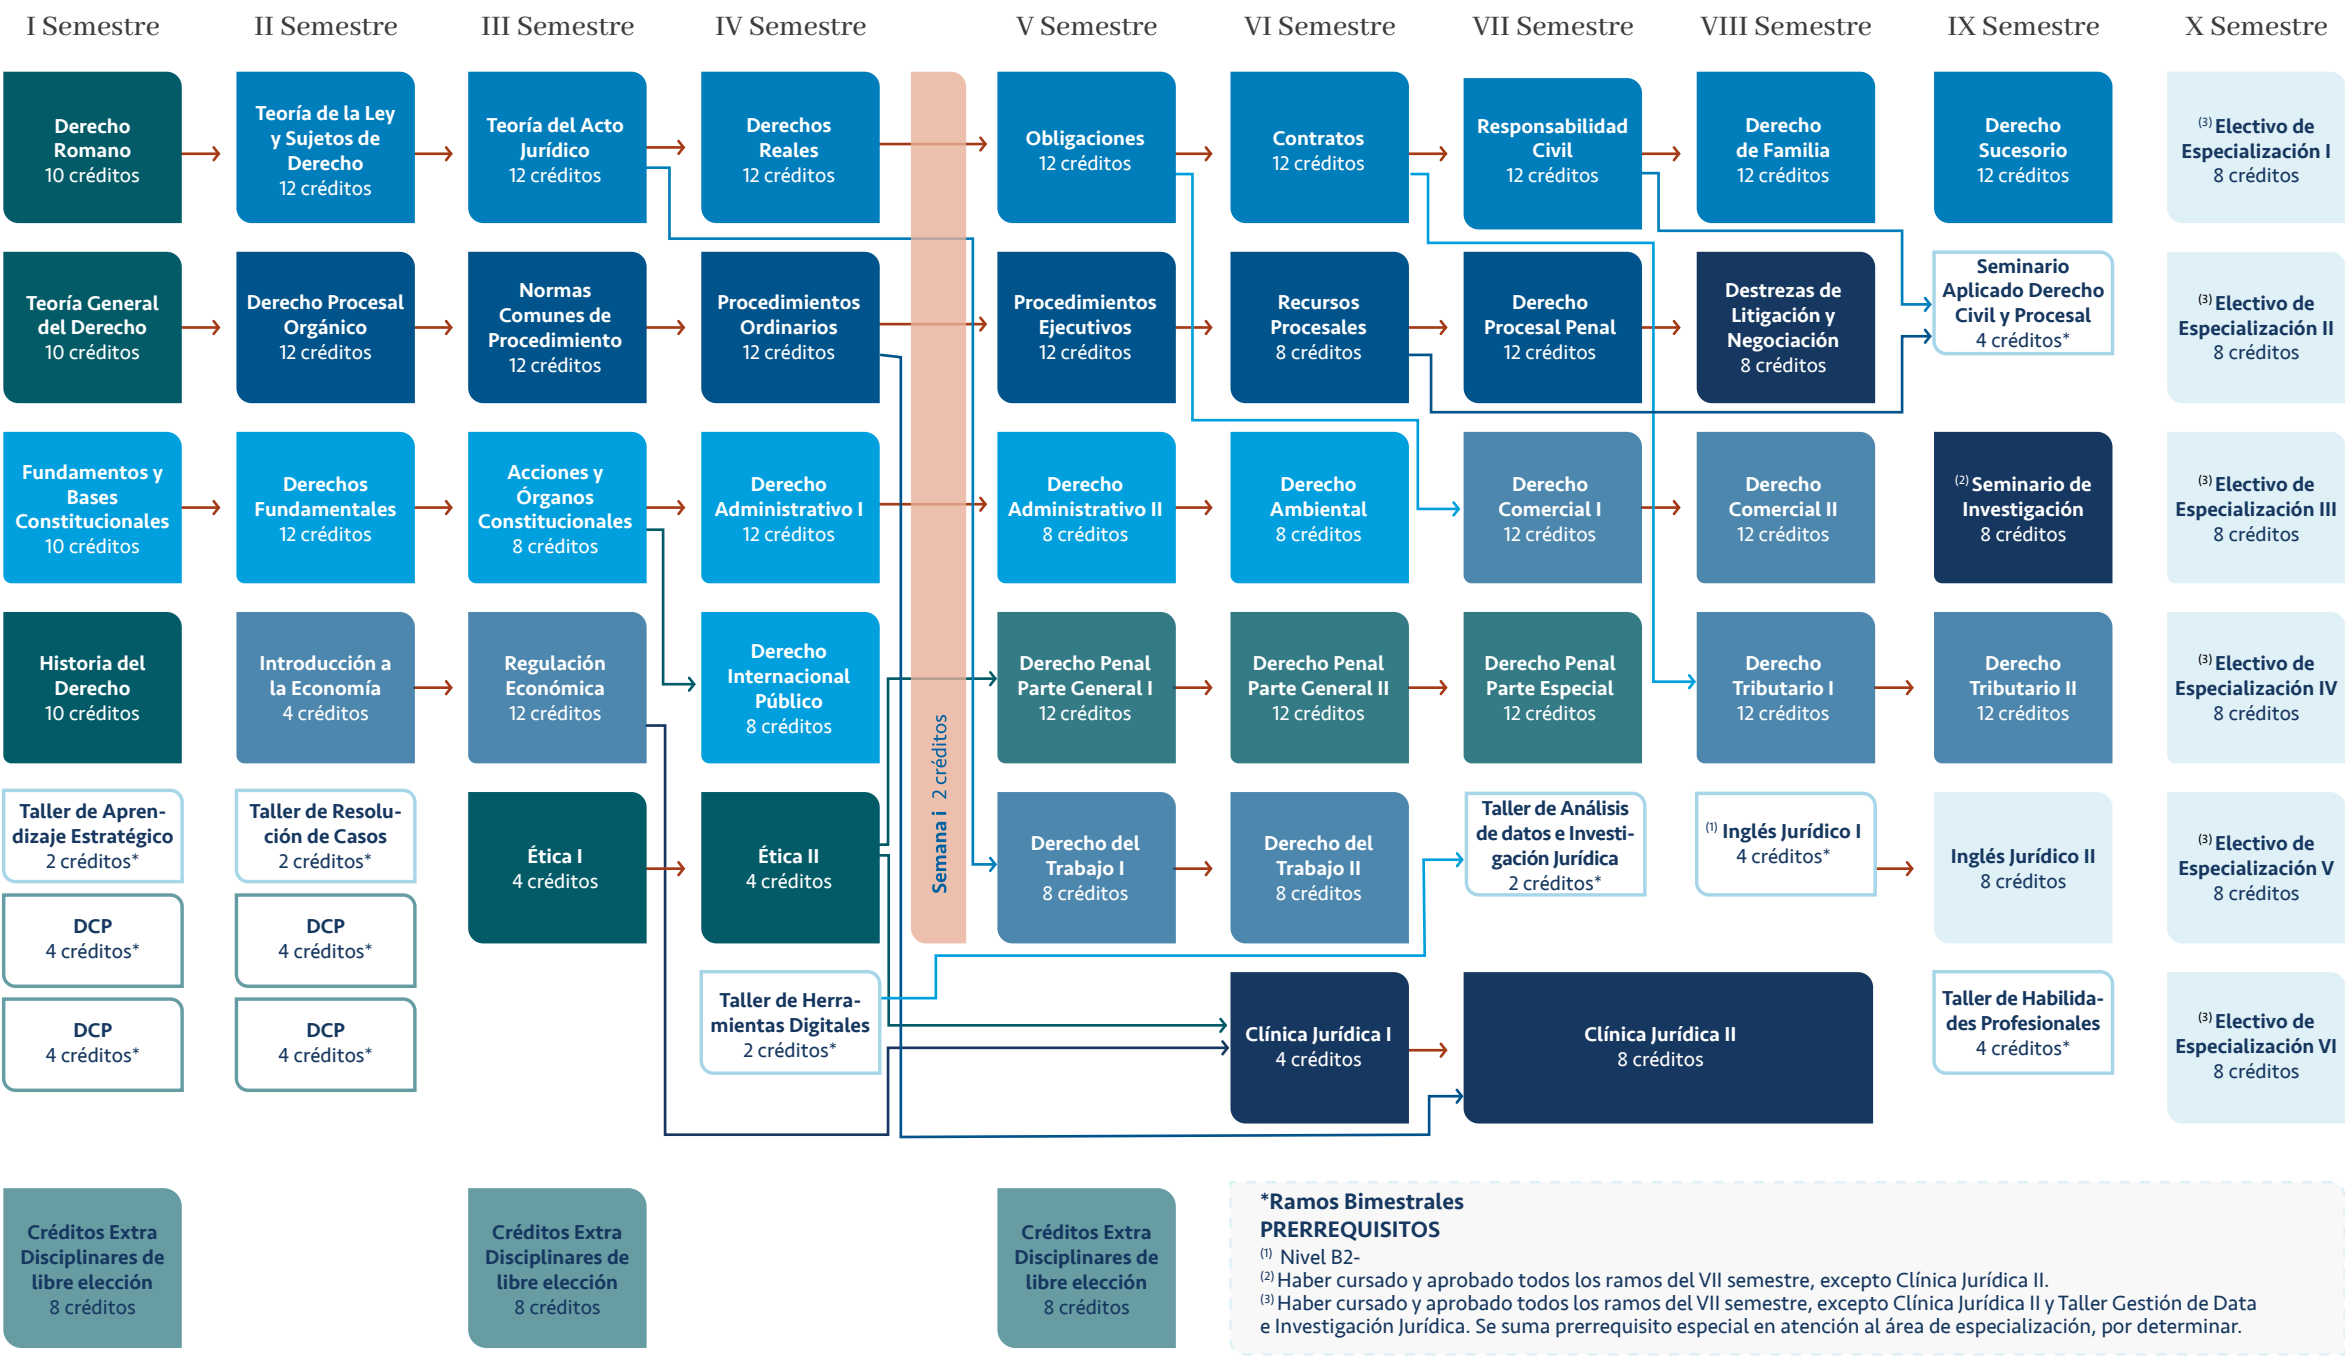 I Semestre
II Semestre
III Semestre
IV Semestre
V Semestre
VI Semestre
VII Semestre
VIII Semestre
IX Semestre
X Semestre
Derecho
Romano
10 créditos
Teoría de la Ley
y Sujetos de
Derecho
12 créditos
Teoría del Acto
Jurídico
12 créditos
Derechos
Reales
12 créditos
Obligaciones
12 créditos
Contratos
12 créditos
Responsabilidad
Civil
12 créditos
Derecho
de Familia
12 créditos
Derecho
Sucesorio
12 créditos
(3) Electivo de
Especialización I
8 créditos
Teoría General
del Derecho
10 créditos
Derecho Procesal
Orgánico
12 créditos
Normas
Comunes de
Procedimiento
12 créditos
Procedimientos
Ordinarios
12 créditos
Procedimientos
Ejecutivos
12 créditos
Recursos
Procesales
8 créditos
Derecho
Procesal Penal
12 créditos
Destrezas de
Litigación y
Negociación
8 créditos
Seminario
Aplicado Derecho
Civil y Procesal
4 créditos*
(3) Electivo de
Especialización II
8 créditos
Fundamentos y
Bases
Constitucionales
10 créditos
Derechos
Fundamentales
12 créditos
Acciones y
Órganos
Constitucionales
8 créditos
Derecho
Administrativo I
12 créditos
Derecho
Administrativo II
8 créditos
Derecho
Ambiental
8 créditos
Derecho
Comercial I
12 créditos
Derecho
Comercial II
12 créditos
(2) Seminario de
Investigación
8 créditos
(3) Electivo de
Especialización III
8 créditos
Historia del
Derecho
10 créditos
Introducción a
la Economía
4 créditos
Regulación
Económica
12 créditos
Derecho
Internacional
Público
8 créditos
Semana i 2 créditos
Derecho Penal
Parte General I
12 créditos
Derecho Penal
Parte General II
12 créditos
Derecho Penal
Parte Especial
12 créditos
Derecho
Tributario I
12 créditos
Derecho
Tributario II
12 créditos
(3) Electivo de
Especialización IV
8 créditos
Taller de Apren-
dizaje Estratégico
2 créditos*
Taller de Resolu-
ción de Casos
2 créditos*
Ética I
4 créditos
Ética II
4 créditos
Derecho del
Trabajo I
8 créditos
Derecho del
Trabajo II
8 créditos
Taller de Análisis
de datos e Investi-
gación Jurídica
2 créditos*
(1) Inglés Jurídico I
4 créditos*
Inglés Jurídico II
8 créditos
(3) Electivo de
Especialización V
8 créditos
DCP
4 créditos*
DCP
4 créditos*
DCP
4 créditos*
DCP
4 créditos*
Taller de Herra-
mientas Digitales
2 créditos*
Clínica Jurídica I
4 créditos
Clínica Jurídica II
8 créditos
Taller de Habilida-
des Profesionales
4 créditos*
(3) Electivo de
Especialización VI
8 créditos
Créditos Extra
Disciplinares de
libre elección
8 créditos
Créditos Extra
Disciplinares de
libre elección
8 créditos
Créditos Extra
Disciplinares de
libre elección
8 créditos
*Ramos Bimestrales
PRERREQUISITOS
(1) Nivel B2-
(2) Haber cursado y aprobado todos los ramos del VII semestre, excepto Clínica Jurídica II.
(3) Haber cursado y aprobado todos los ramos del VII semestre, excepto Clínica Jurídica II y Taller Gestión de Data
e Investigación Jurídica. Se suma prerrequisito especial en atención al área de especialización, por determinar.